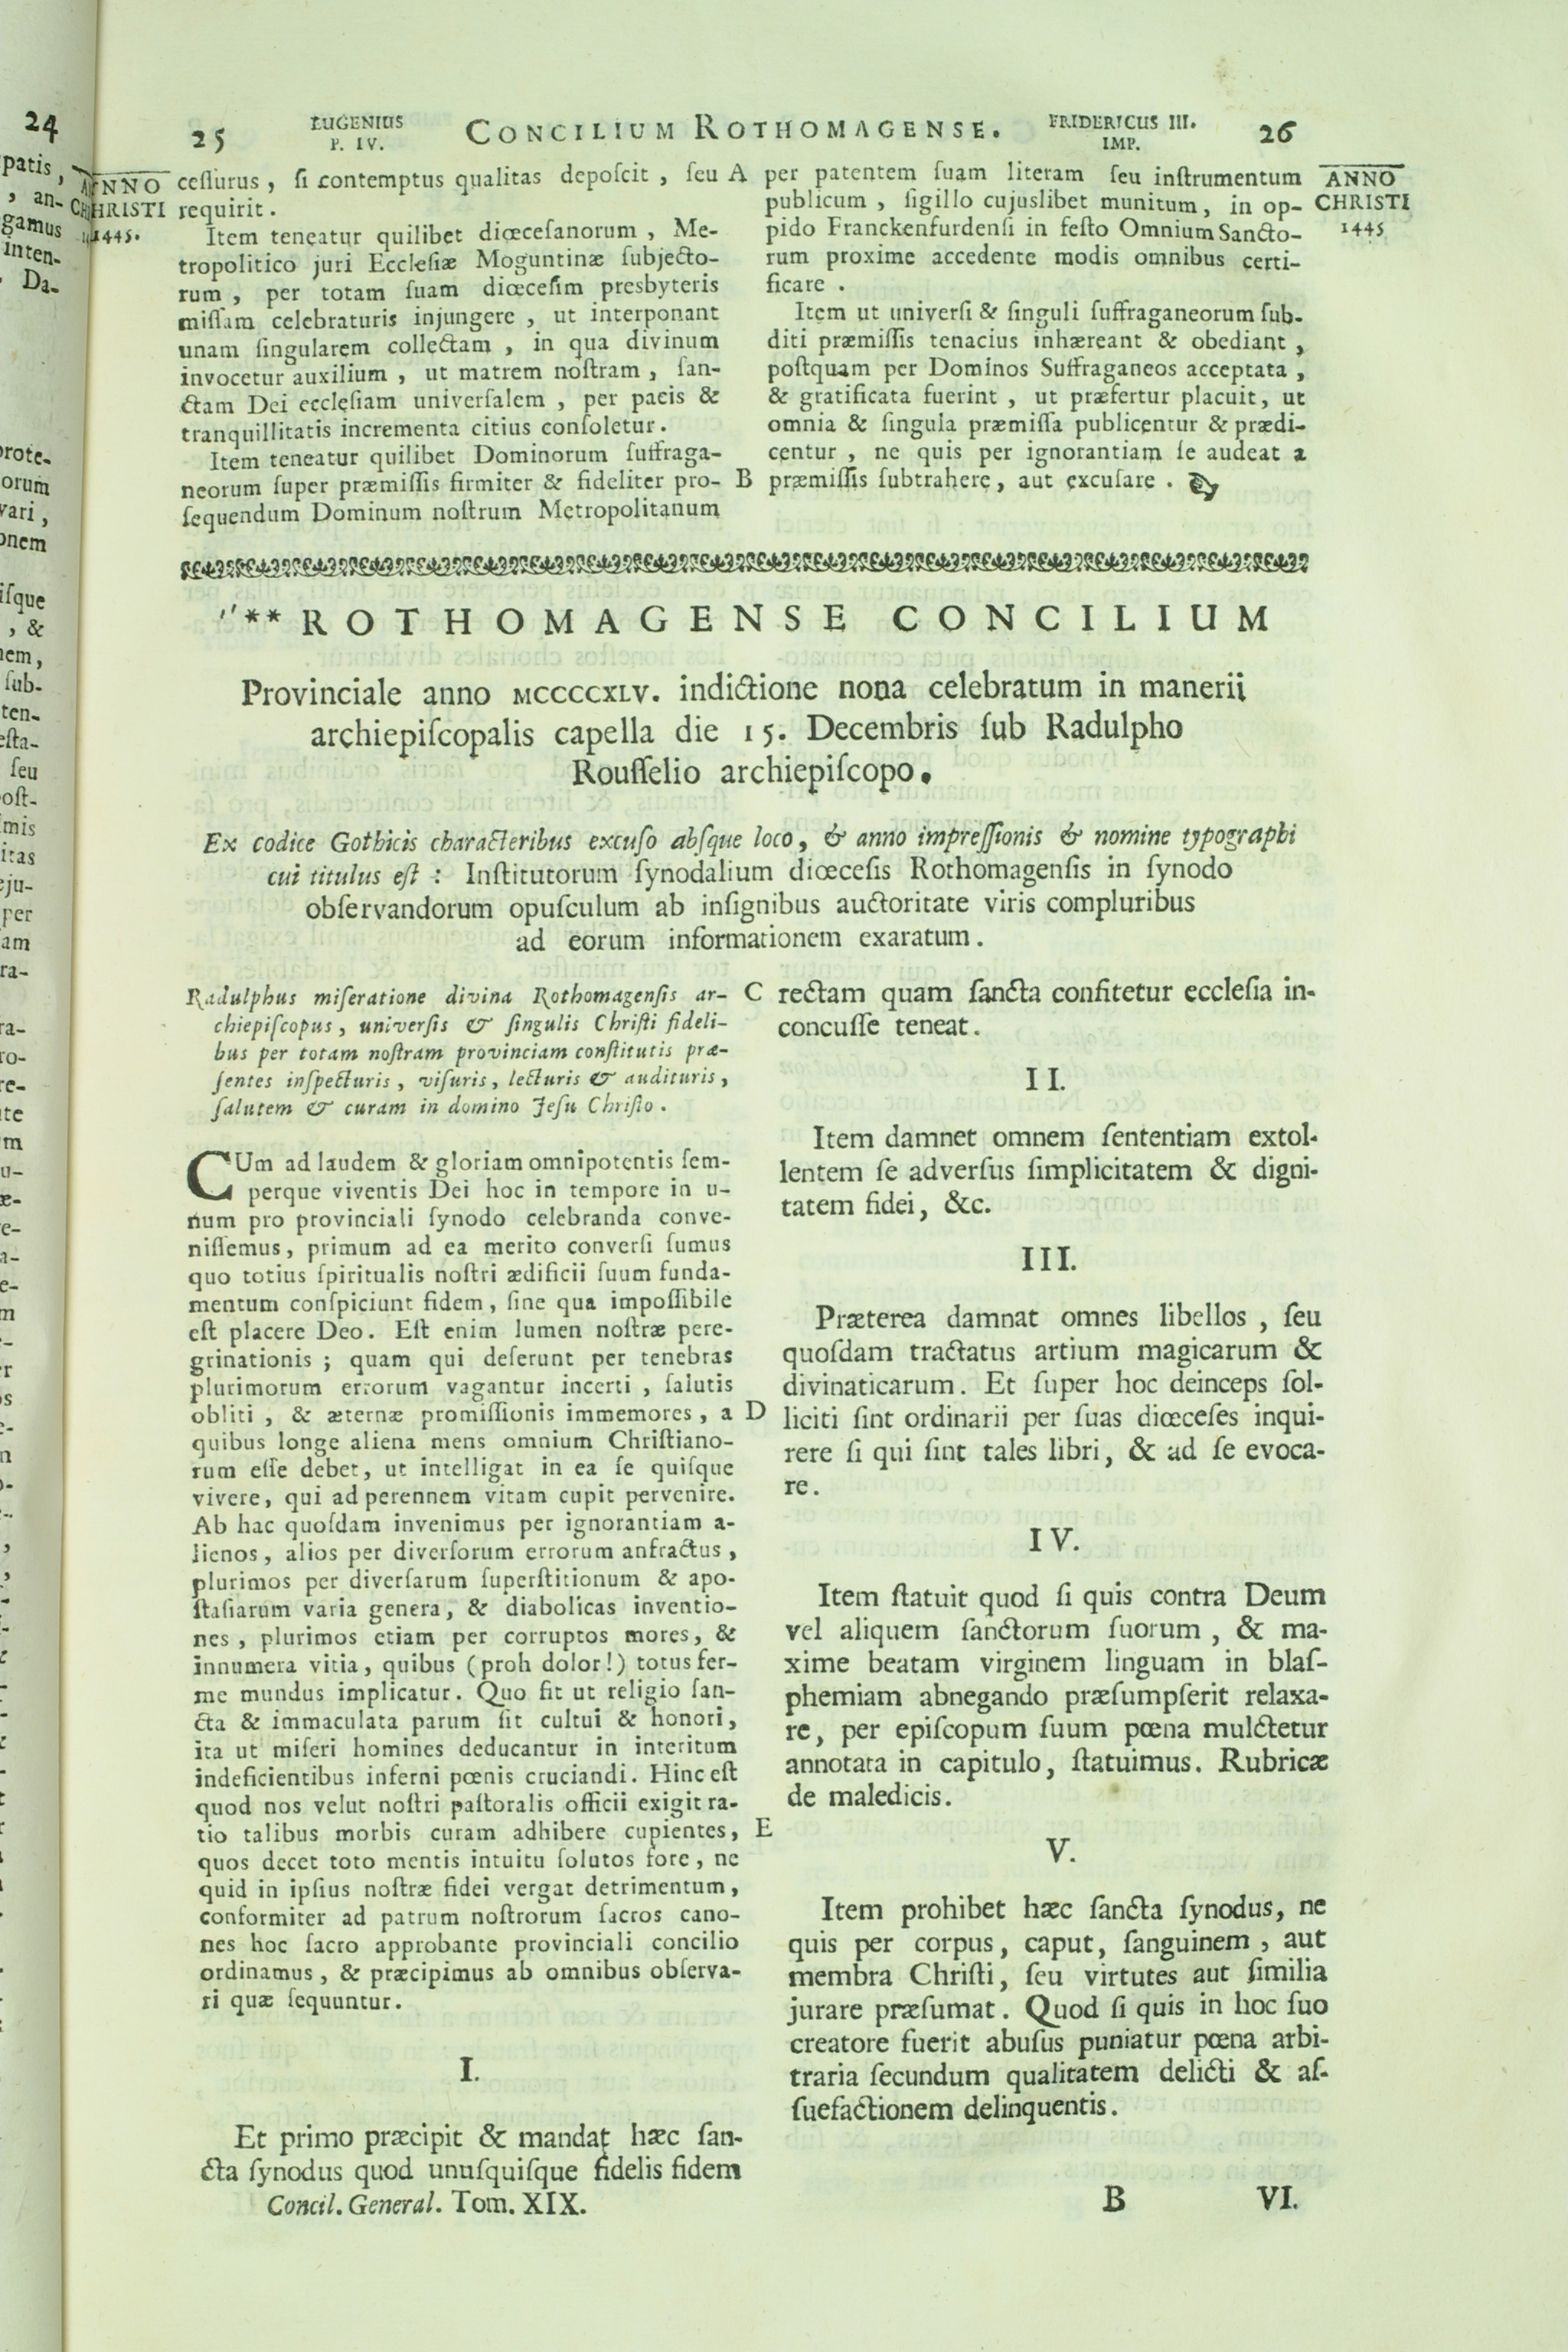 25
EUGENIUS
P. IV.
CONCILIUM ROTHOMAGENSE.
FRIDERICUS III.
IMP.
26
ANNO
CHRISTI
1445.
ceſſurus, ſi contemptus qualitas depoſcit, ſeu A
requirit.
Item teneatur quilibet diœceſanorum, Me-
tropolitico juri Eccleſiæ Moguntinæ ſubjecto-
rum, per totam ſuam diœceſim presbyteris
miſſam celebraturis injungere, ut interponant
unam ſingularem collectam, in qua divinum
invocetur auxilium, ut matrem noſtram, ſan-
ctam Dei eccleſiam univerſalem, per pacis &
tranquillitatis incrementa citius conſoletur.
Item teneatur quilibet Dominorum ſuffraga-
neorum ſuper præmiſſis firmiter & fideliter pro- B
ſequendum Dominum noſtrum Metropolitanum
per patentem ſuam literam ſeu inſtrumentum
publicum, ſigillo cujuslibet munitum, in op-
pido Franckenfurdenſi in feſto Omnium Sancto-
rum proxime accedente modis omnibus certi-
ficare.
Item ut univerſi & ſinguli ſuffraganeorum ſub-
diti præmiſſis tenacius inhæreant & obediant,
poſtquam per Dominos Suffraganeos acceptata,
& gratificata fuerint, ut præfertur placuit, ut
omnia & ſingula præmiſſa publicentur & prædi-
centur, ne quis per ignorantiam ſe audeat a
præmiſſis ſubtrahere, aut excuſare.
ANNO
CHRISTI
1445
** ROTHOMAGENSE CONCILIUM
Provinciale anno MCCCCXLV. indictione nona celebratum in manerii
archiepiſcopalis capella die 15. Decembris ſub Radulpho
Rouſſelio archiepiſcopo.
Ex codice Gothicis characteribus excuſo abſque loco, & anno impreſſionis & nomine typographi
cui titulus eſt : Inſtitutorum ſynodalium diœceſis Rothomagenſis in ſynodo
obſervandorum opuſculum ab inſignibus auctoritate viris compluribus
ad eorum informationem exaratum.
Radulphus miſeratione divina Rothomagenſis ar- C
chiepiſcopus, univerſis & ſingulis Chriſti fideli-
bus per totam noſtram provinciam conſtitutis præ-
ſentes inſpecturis, viſuris, lecturis & audituris,
ſalutem & curam in domino Jeſu Chriſto.
CUm ad laudem & gloriam omnipotentis ſem-
perque viventis Dei hoc in tempore in u-
num pro provinciali ſynodo celebranda conve-
niſſemus, primum ad ea merito converſi ſumus
quo totius ſpiritualis noſtri ædificii ſuum funda-
mentum conſpiciunt fidem, ſine qua impoſſibile
eſt placere Deo. Eſt enim lumen noſtræ pere-
grinationis ; quam qui deſerunt per tenebras
plurimorum errorum vagantur incerti, ſalutis
obliti, & æternæ promiſſionis immemores, a D
quibus longe aliena mens omnium Chriſtiano-
rum eſſe debet, ut intelligat in ea ſe quiſque
vivere, qui ad perennem vitam cupit pervenire.
Ab hac quoſdam invenimus per ignorantiam a-
lienos, alios per diverſorum errorum anfractus,
plurimos per diverſarum ſuperſtitionum & apo-
ſtaſiarum varia genera, & diabolicas inventio-
nes, plurimos etiam per corruptos mores, &
innumera vitia, quibus (proh dolor!) totus fer-
me mundus implicatur. Quo fit ut religio ſan-
cta & immaculata parum ſit cultui & honori,
ita ut miſeri homines deducantur in interitum
indeficientibus inferni pœnis cruciandi. Hinc eſt
quod nos velut noſtri paſtoralis officii exigit ra-
tio talibus morbis curam adhibere cupientes, E
quos decet toto mentis intuitu ſolutos fore, ne
quid in ipſius noſtræ fidei vergat detrimentum,
conformiter ad patrum noſtrorum ſacros cano-
nes hoc ſacro approbante provinciali concilio
ordinamus, & præcipimus ab omnibus obſerva-
ri quæ ſequuntur.
I.
Et primo præcipit & mandat hæc ſan-
cta ſynodus quod unuſquiſque fidelis fidem
Concil. General. Tom. XIX.
rectam quam ſancta confitetur eccleſia in-
concuſſe teneat.
II.
Item damnet omnem ſententiam extol-
lentem ſe adverſus ſimplicitatem & digni-
tatem fidei, &c.
III.
Præterea damnat omnes libellos, ſeu
quoſdam tractatus artium magicarum &
divinaticarum. Et ſuper hoc deinceps ſol-
liciti ſint ordinarii per ſuas diœceſes inqui-
rere ſi qui ſint tales libri, & ad ſe evoca-
re.
IV.
Item ſtatuit quod ſi quis contra Deum
vel aliquem ſanctorum ſuorum, & ma-
xime beatam virginem linguam in blaſ-
phemiam abnegando præſumpſerit relaxa-
re, per epiſcopum ſuum pœna mulctetur
annotata in capitulo, ſtatuimus. Rubricæ
de maledicis.
V.
Item prohibet hæc ſancta ſynodus, ne
quis per corpus, caput, ſanguinem, aut
membra Chriſti, ſeu virtutes aut ſimilia
jurare præſumat. Quod ſi quis in hoc ſuo
creatore fuerit abuſus puniatur pœna arbi-
traria ſecundum qualitatem delicti & aſ-
ſuefactionem delinquentis.
B VI.